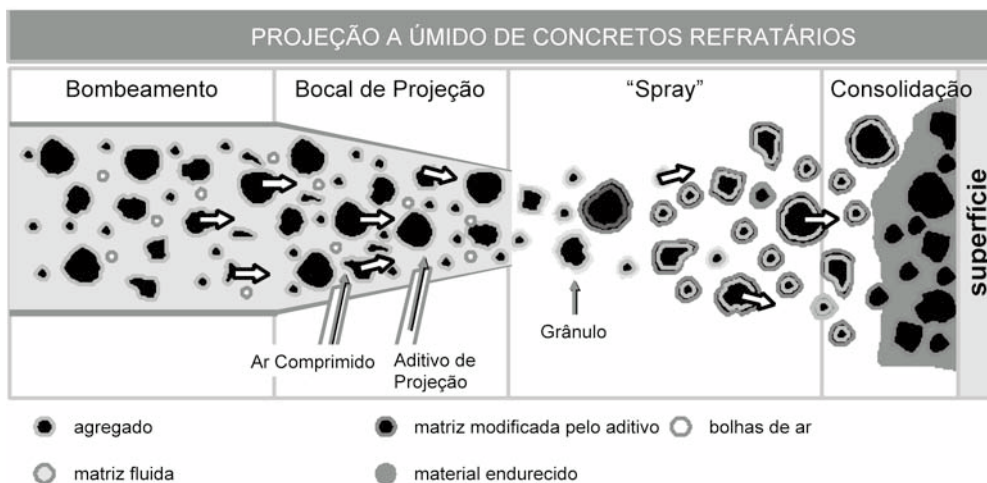 PROJEÇÃO A ÚMIDO DE CONCRETOS REFRATÁRIOS
Bombeamento
Bocal de Projeção
“Spray”
Consolidação
superfície
Grânulo
Ar Comprimido
Aditivo de
Projeção
agregado
matriz modificada pelo aditivo
bolhas de ar
matriz fluida
material endurecido